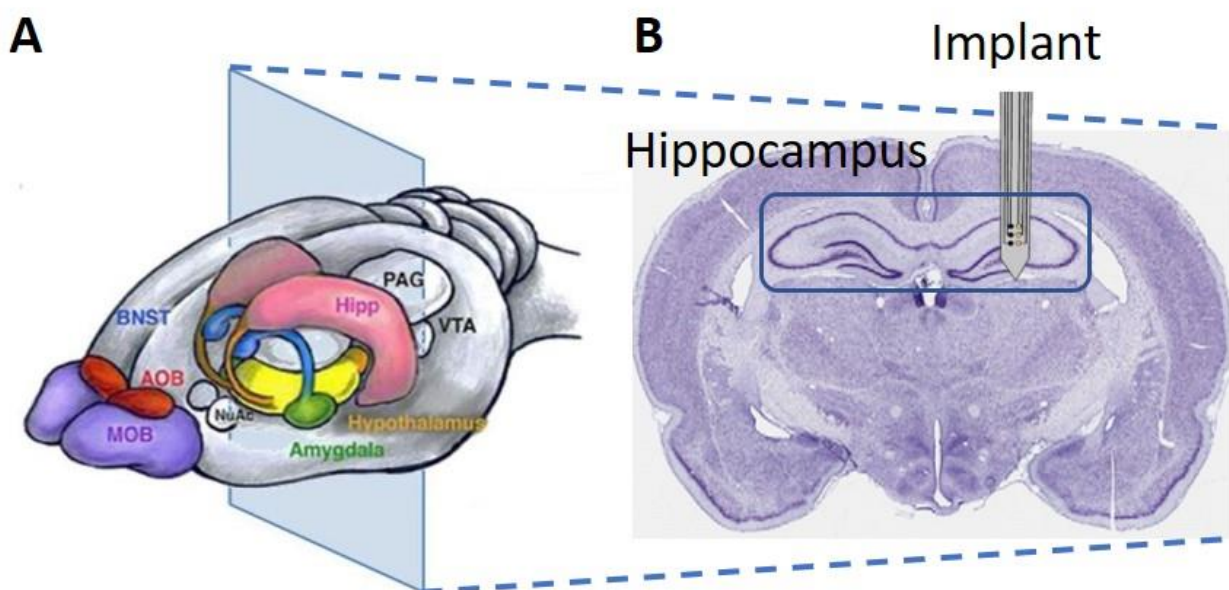 A
BNST
AOB
MOB
NuAc
Hipp
PAG
VTA
Hypothalamus
Amygdala
B
Implant
Hippocampus